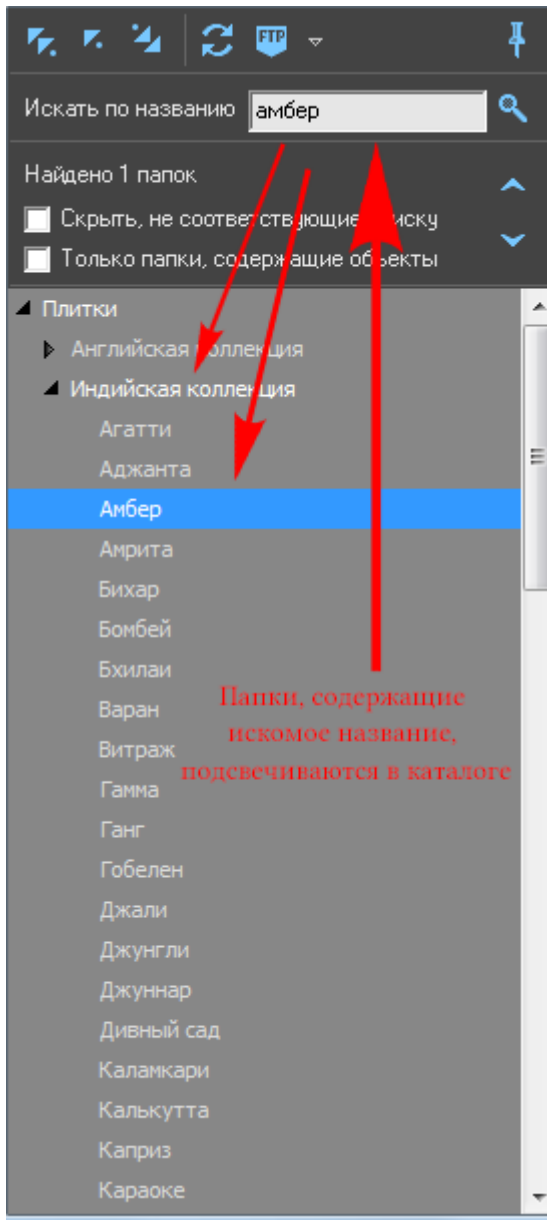 FTP
Искать по названию амбер
Найдено 1 папок
Скрыть, не соответствующие поиску
Только папки, содержащие объекты
Плитки
Английская коллекция
Индийская коллекция
Агатти
Аджанта
Амбер
Амрита
Бихар
Бомбей
Бхилаи
Варан
Витраж
Гамма
Ганг
Гобелен
Джали
Джунгли
Джуннар
Дивный сад
Каламкари
Калькутта
Каприз
Караоке
Папки, содержащие
искомое название,
подсвечиваются в каталоге